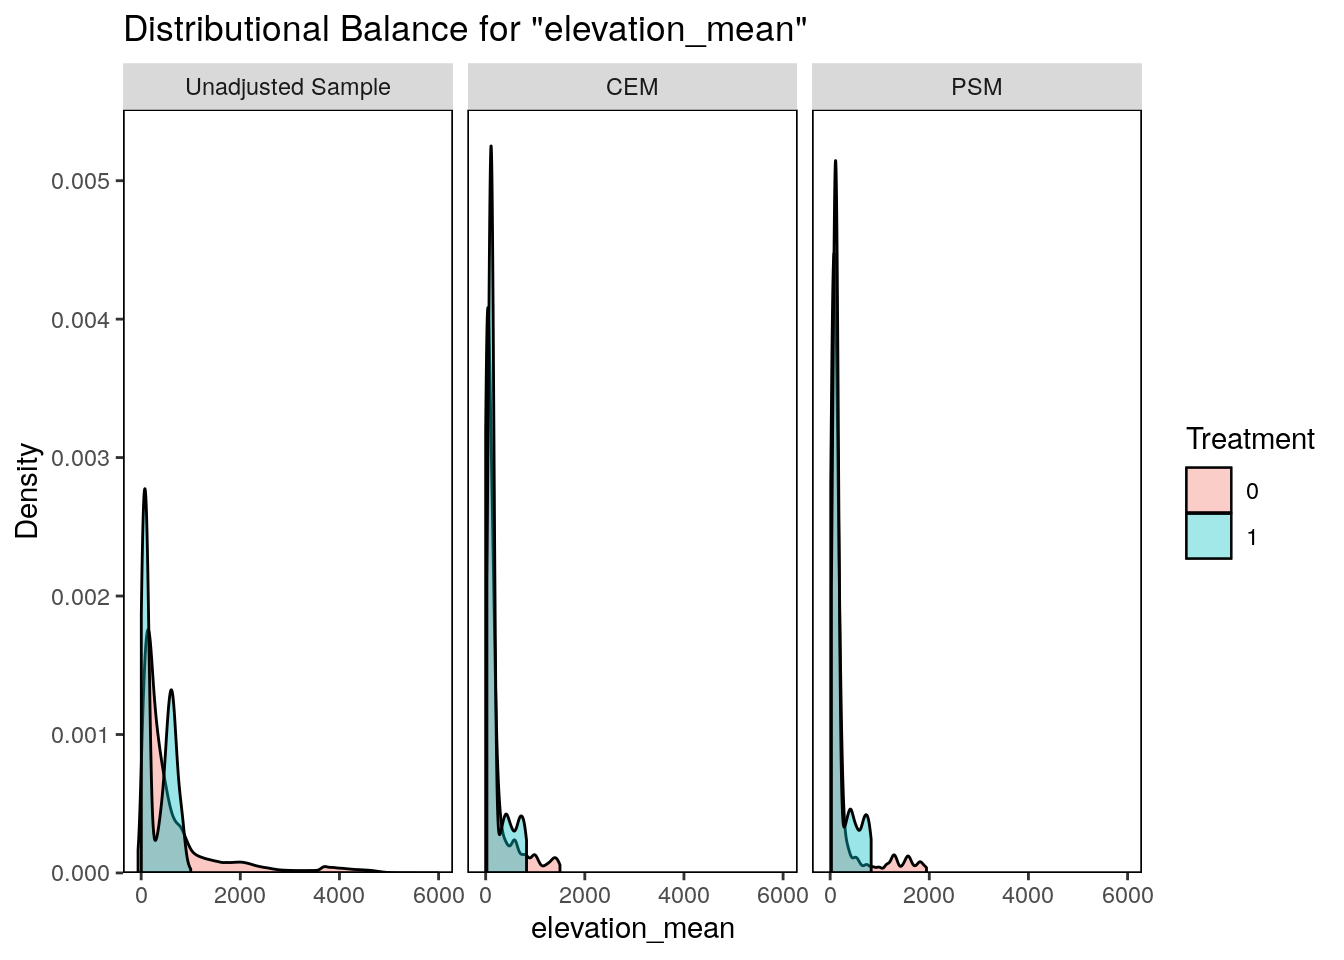 Distributional Balance for "elevation_mean"
Unadjusted Sample
CEM
PSM
Density
0.005
0.004
0.003
0.002
0.001
0.000
0 2000 4000 6000
0 2000 4000 6000
0 2000 4000 6000
elevation_mean
Treatment
0
1